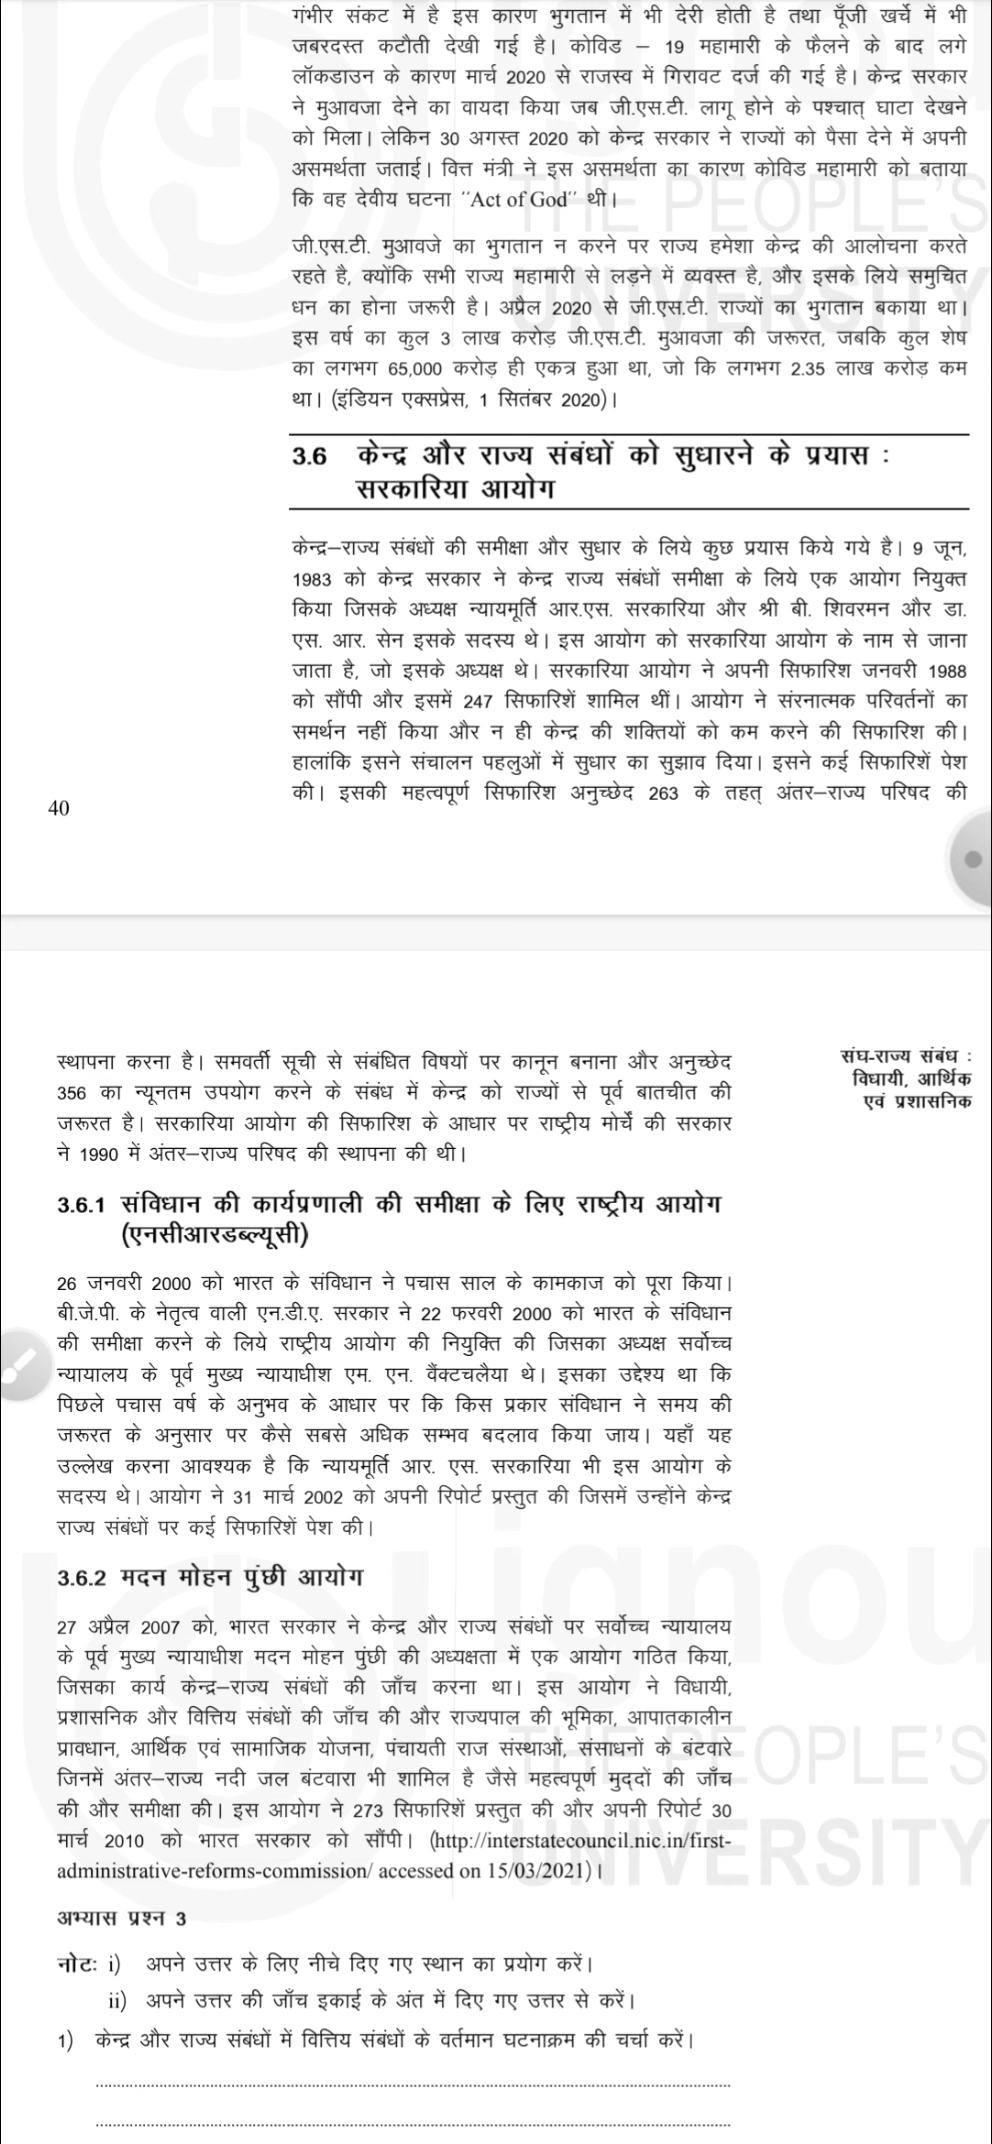 गंभीर संकट में है इस कारण भुगतान में भी देरी होती है तथा पूँजी खर्चे में भी
जबरदस्त कटौती देखी गई है। कोविड – 19 महामारी के फैलने के बाद लगे
लॉकडाउन के कारण मार्च 2020 से राजस्व में गिरावट दर्ज की गई है। केन्द्र सरकार
ने मुआवजा देने का वायदा किया जब जी.एस.टी. लागू होने के पश्चात् घाटा देखने
को मिला। लेकिन 30 अगस्त 2020 को केन्द्र सरकार ने राज्यों को पैसा देने में अपनी
असमर्थता जताई। वित्त मंत्री ने इस असमर्थता का कारण कोविड महामारी को बताया
कि वह देवीय घटना ‘‘Act of God’’ थी।
THE PEOPLE'S
UNIVERSITY
जी.एस.टी. मुआवजे का भुगतान न करने पर राज्य हमेशा केन्द्र की आलोचना करते
रहते है, क्योंकि सभी राज्य महामारी से लड़ने में व्यवस्त है, और इसके लिये समुचित
धन का होना जरूरी है। अप्रैल 2020 से जी.एस.टी. राज्यों का भुगतान बकाया था।
इस वर्ष का कुल 3 लाख करोड़ जी.एस.टी. मुआवजा की जरूरत, जबकि कुल शेष
का लगभग 65,000 करोड़ ही एकत्र हुआ था, जो कि लगभग 2.35 लाख करोड़ कम
था। (इंडियन एक्सप्रेस, 1 सितंबर 2020)।
3.6 केन्द्र और राज्य संबंधों को सुधारने के प्रयास :
सरकारिया आयोग
केन्द्र–राज्य संबंधों की समीक्षा और सुधार के लिये कुछ प्रयास किये गये है। 9 जून,
1983 को केन्द्र सरकार ने केन्द्र राज्य संबंधों समीक्षा के लिये एक आयोग नियुक्त
किया जिसके अध्यक्ष न्यायमूर्ति आर.एस. सरकारिया और श्री बी. शिवरमन और डा.
एस. आर. सेन इसके सदस्य थे। इस आयोग को सरकारिया आयोग के नाम से जाना
जाता है, जो इसके अध्यक्ष थे। सरकारिया आयोग ने अपनी सिफारिश जनवरी 1988
को सौंपी और इसमें 247 सिफारिशें शामिल थीं। आयोग ने संरनात्मक परिवर्तनों का
समर्थन नहीं किया और न ही केन्द्र की शक्तियों को कम करने की सिफारिश की।
हालांकि इसने संचालन पहलुओं में सुधार का सुझाव दिया। इसने कई सिफारिशें पेश
की। इसकी महत्वपूर्ण सिफारिश अनुच्छेद 263 के तहत् अंतर–राज्य परिषद की
40
संघ-राज्य संबंध :
विधायी, आर्थिक
एवं प्रशासनिक
स्थापना करना है। समवर्ती सूची से संबंधित विषयों पर कानून बनाना और अनुच्छेद
356 का न्यूनतम उपयोग करने के संबंध में केन्द्र को राज्यों से पूर्व बातचीत की
जरूरत है। सरकारिया आयोग की सिफारिश के आधार पर राष्ट्रीय मोर्चे की सरकार
ने 1990 में अंतर–राज्य परिषद की स्थापना की थी।
3.6.1 संविधान की कार्यप्रणाली की समीक्षा के लिए राष्ट्रीय आयोग
(एनसीआरडब्ल्यूसी)
26 जनवरी 2000 को भारत के संविधान ने पचास साल के कामकाज को पूरा किया।
बी.जे.पी. के नेतृत्व वाली एन.डी.ए. सरकार ने 22 फरवरी 2000 को भारत के संविधान
की समीक्षा करने के लिये राष्ट्रीय आयोग की नियुक्ति की जिसका अध्यक्ष सर्वोच्च
न्यायालय के पूर्व मुख्य न्यायाधीश एम. एन. वैंक्टचलैया थे। इसका उद्देश्य था कि
पिछले पचास वर्ष के अनुभव के आधार पर कि किस प्रकार संविधान ने समय की
जरूरत के अनुसार पर कैसे सबसे अधिक सम्भव बदलाव किया जाय। यहाँ यह
उल्लेख करना आवश्यक है कि न्यायमूर्ति आर. एस. सरकारिया भी इस आयोग के
सदस्य थे। आयोग ने 31 मार्च 2002 को अपनी रिपोर्ट प्रस्तुत की जिसमें उन्होंने केन्द्र
राज्य संबंधों पर कई सिफारिशें पेश की।
ignou
3.6.2 मदन मोहन पुंछी आयोग
27 अप्रैल 2007 को, भारत सरकार ने केन्द्र और राज्य संबंधों पर सर्वोच्च न्यायालय
के पूर्व मुख्य न्यायाधीश मदन मोहन पुंछी की अध्यक्षता में एक आयोग गठित किया,
जिसका कार्य केन्द्र–राज्य संबंधों की जाँच करना था। इस आयोग ने विधायी,
प्रशासनिक और वित्तिय संबंधों की जाँच की और राज्यपाल की भूमिका, आपातकालीन
प्रावधान, आर्थिक एवं सामाजिक योजना, पंचायती राज संस्थाओं, संसाधनों के बंटवारे
जिनमें अंतर–राज्य नदी जल बंटवारा भी शामिल है जैसे महत्वपूर्ण मुद्दों की जाँच
की और समीक्षा की। इस आयोग ने 273 सिफारिशें प्रस्तुत की और अपनी रिपोर्ट 30
मार्च 2010 को भारत सरकार को सौंपी। (http://interstatecouncil.nic.in/first-
administrative-reforms-commission/ accessed on 15/03/2021)।
THE PEOPLE'S
UNIVERSITY
अभ्यास प्रश्न 3
नोटः i) अपने उत्तर के लिए नीचे दिए गए स्थान का प्रयोग करें।
ii) अपने उत्तर की जाँच इकाई के अंत में दिए गए उत्तर से करें।
1) केन्द्र और राज्य संबंधों में वित्तिय संबंधों के वर्तमान घटनाक्रम की चर्चा करें।